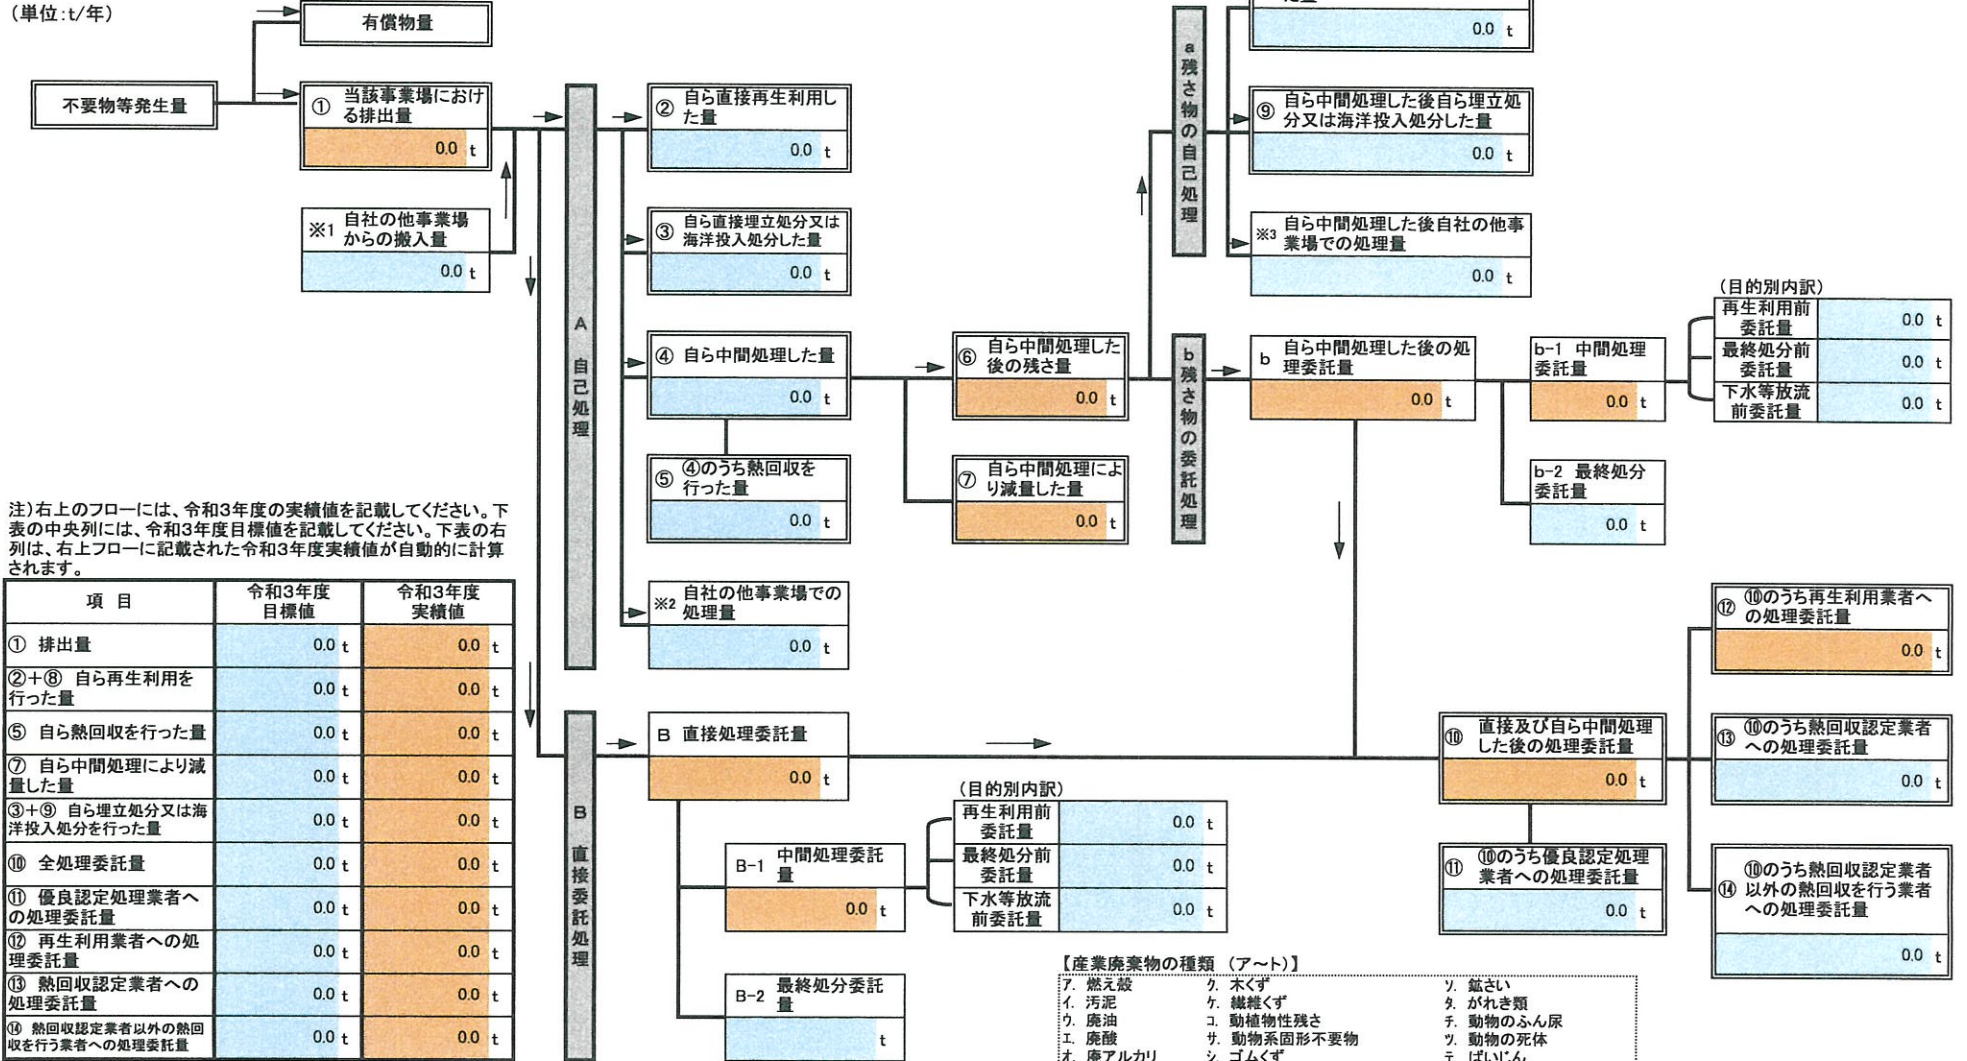 (単位:t/年)
有償物量
不要物等発生量
① 当該事業場におけ
る排出量
0.0 t
※1 自社の他事業場
からの搬入量
0.0 t
A 自己処理
② 自ら直接再生利用し
た量
0.0 t
③ 自ら直接埋立処分又は
海洋投入処分した量
0.0 t
④ 自ら中間処理した量
0.0 t
⑤ ④のうち熱回収を
行った量
0.0 t
※2 自社の他事業場での
処理量
0.0 t
⑥ 自ら中間処理した
後の残さ量
0.0 t
⑦ 自ら中間処理によ
り減量した量
0.0 t
a残さ物の自己処理
0.0 t
⑨ 自ら中間処理した後自ら埋立処
分又は海洋投入処分した量
0.0 t
※3 自ら中間処理した後自社の他事
業場での処理量
0.0 t
b残さ物の委託処理
b 自ら中間処理した後の処
理委託量
0.0 t
b-1 中間処理
委託量
0.0 t
b-2 最終処分
委託量
0.0 t
(目的別内訳)
再生利用前
委託量
0.0 t
最終処分前
委託量
0.0 t
下水等放流
前委託量
0.0 t
注)右上のフローには、令和3年度の実績値を記載してください。下
表の中央列には、令和3年度目標値を記載してください。下表の右
列は、右上フローに記載された令和3年度実績値が自動的に計算
されます。
項 目
令和3年度
目標値
令和3年度
実績値
① 排出量
0.0 t 0.0 t
②+⑧ 自ら再生利用を
行った量
0.0 t 0.0 t
⑤ 自ら熱回収を行った量
0.0 t 0.0 t
⑦ 自ら中間処理により減
量した量
0.0 t 0.0 t
③+⑨ 自ら埋立処分又は海
洋投入処分を行った量
0.0 t 0.0 t
⑩ 全処理委託量
0.0 t 0.0 t
⑪ 優良認定処理業者へ
の処理委託量
0.0 t 0.0 t
⑫ 再生利用業者への処
理委託量
0.0 t 0.0 t
⑬ 熱回収認定業者への
処理委託量
0.0 t 0.0 t
⑭ 熱回収認定業者以外の熱回
収を行う業者への処理委託量
0.0 t 0.0 t
B 直接委託処理
B 直接処理委託量
0.0 t
B-1 中間処理委託
量
0.0 t
B-2 最終処分委託
量
t
(目的別内訳)
再生利用前
委託量
0.0 t
最終処分前
委託量
0.0 t
下水等放流
前委託量
0.0 t
⑩ 直接及び自ら中間処理
した後の処理委託量
0.0 t
⑪ ⑩のうち優良認定処理
業者への処理委託量
0.0 t
⑫ ⑩のうち再生利用業者へ
の処理委託量
0.0 t
⑬ ⑩のうち熱回収認定業者
への処理委託量
0.0 t
⑭ ⑩のうち熱回収認定業者
以外の熱回収を行う業者
への処理委託量
0.0 t
【産業廃棄物の種類 (ア~ト)】
ア. 燃え殻 ク. 木くず ソ. 鉱さい
イ. 汚泥 ケ. 繊維くず タ. がれき類
ウ. 廃油 コ. 動植物性残さ チ. 動物のふん尿
エ. 廃酸 サ. 動物系固形不要物 ツ. 動物の死体
オ. 廃アルカリ シ. ゴムくず テ. ばいじん